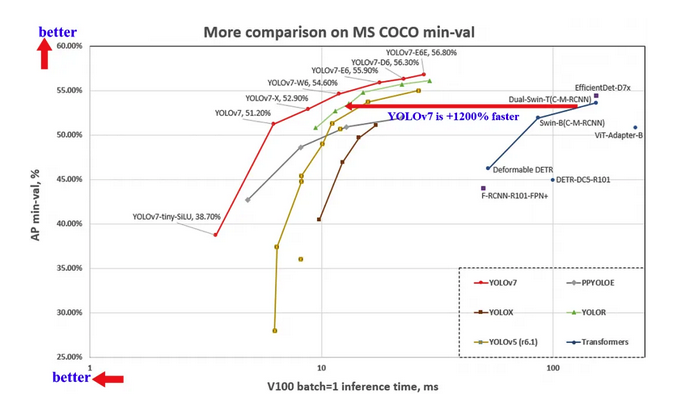 More comparison on MS COCO min-val
better
60.00%
55.00%
50.00%
45.00%
40.00%
35.00%
30.00%
25.00%
AP min-val, %
YOLOv7-E6E, 56.80%
YOLOv7-D6, 56.30%
YOLOv7-E6, 55.90%
YOLOv7-W6, 54.60%
YOLOv7-X, 52.90%
YOLOv7, 51.20%
YOLOv7-tiny-SiLU, 38.70%
EfficientDet-D7x
Dual-Swin-T(C-M-RCNN)
YOLOv7 is +1200% faster
Swin-B(C-M-RCNN)
ViT-Adapter-B
Deformable DETR
DETR-DC5-R101
F-RCNN-R101-FPN+
YOLOv7
PPYOLOE
YOLOX
YOLOR
YOLOv5 (r6.1)
Transformers
1
10
100
better
V100 batch=1 inference time, ms